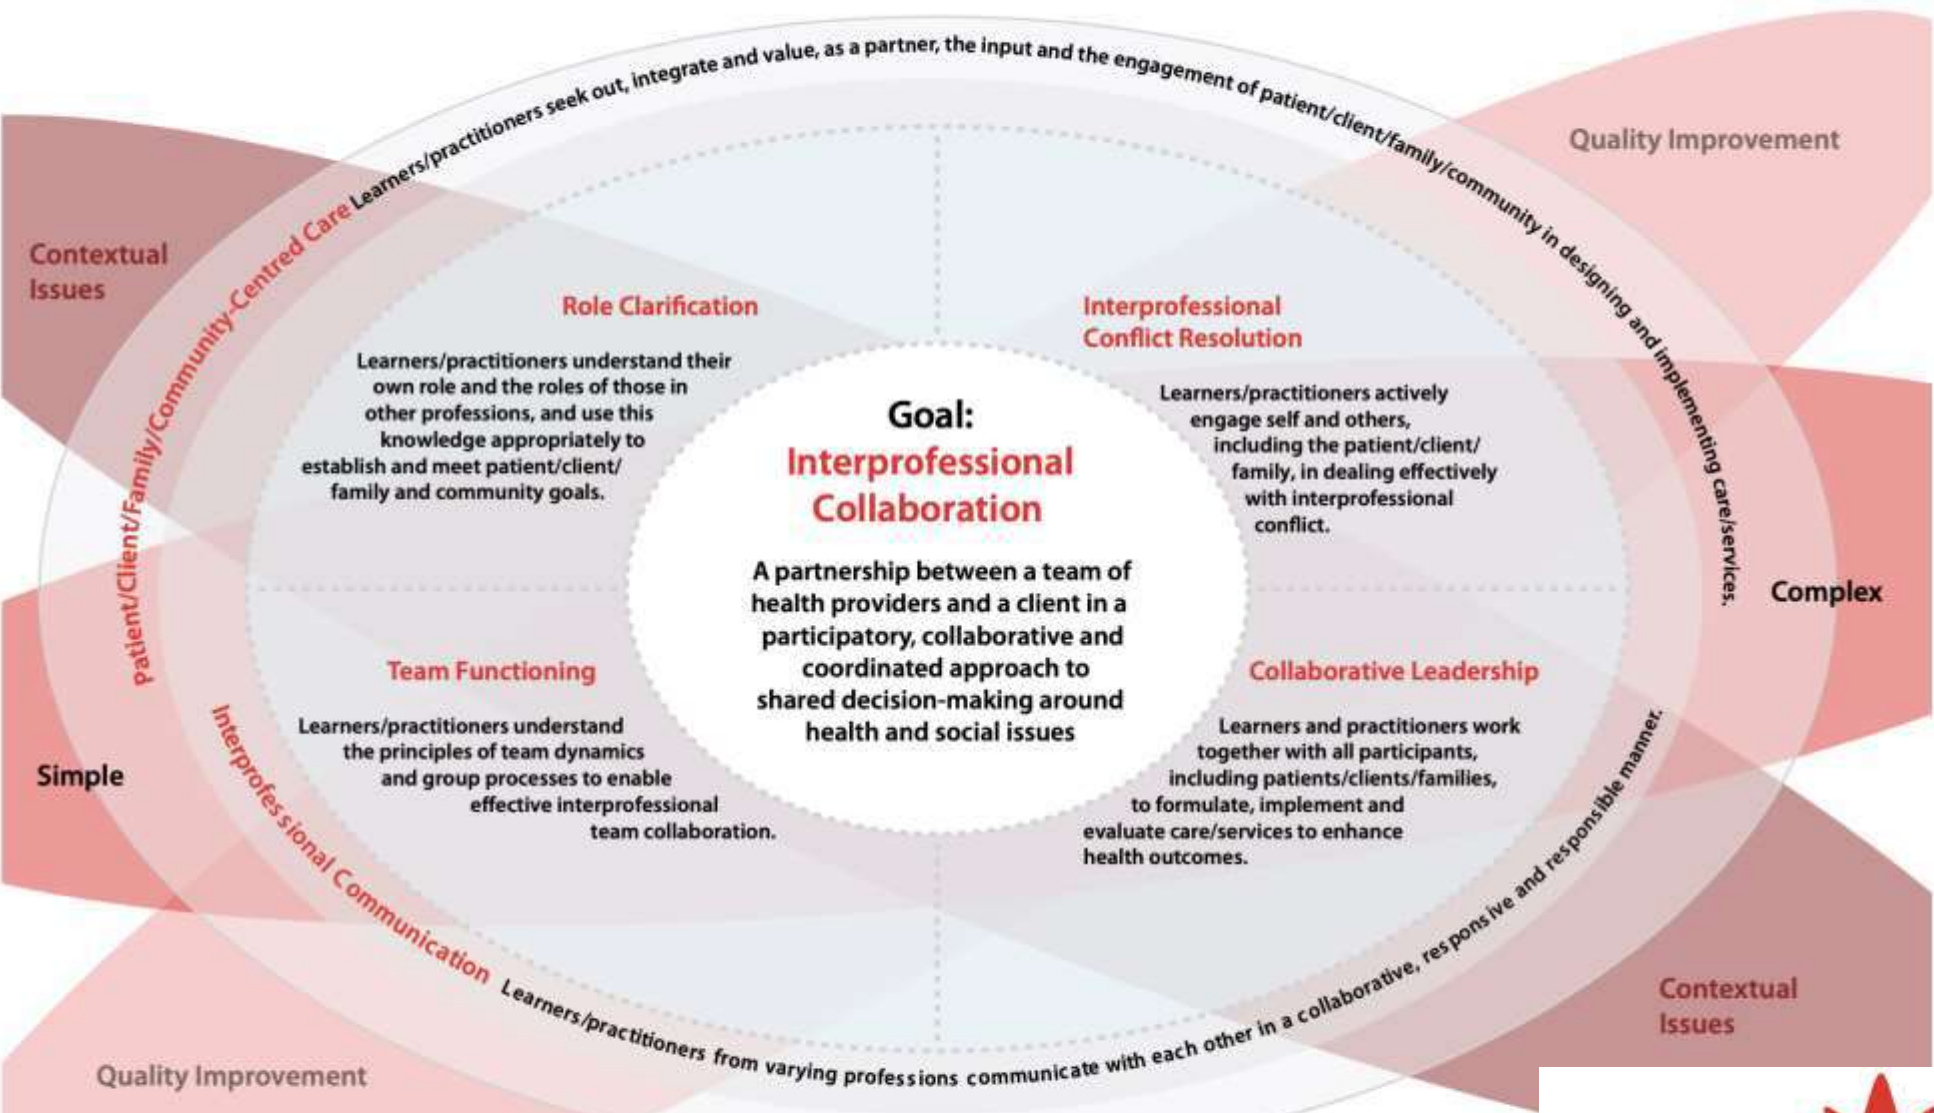 Patient/Client/Family/Community-Centred Care Learners/practitioners seek out, integrate and value, as a partner, the input and the engagement of patient/client/family/community in designing and implementing care/services.
Quality Improvement
Contextual
Issues
Role Clarification
Learners/practitioners understand their
own role and the roles of those in
other professions, and use this
knowledge appropriately to
establish and meet patient/client/
family and community goals.
Interprofessional
Conflict Resolution
Learners/practitioners actively
engage self and others,
including the patient/client/
family, in dealing effectively
with interprofessional
conflict.
Goal:
Interprofessional
Collaboration
A partnership between a team of
health providers and a client in a
participatory, collaborative and
coordinated approach to
shared decision-making around
health and social issues
Complex
Team Functioning
Learners/practitioners understand
the principles of team dynamics
and group processes to enable
effective interprofessional
team collaboration.
Collaborative Leadership
Learners and practitioners work
together with all participants,
including patients/clients/families,
to formulate, implement and
evaluate care/services to enhance
health outcomes.
Simple
Interprofessional Communication Learners/practitioners from varying professions communicate with each other in a collaborative, responsive and responsible manner.
Contextual
Issues
Quality Improvement